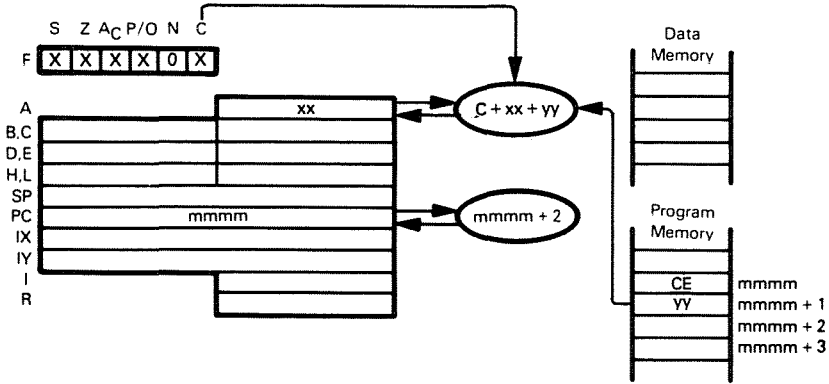 S Z AC P/O N C
F X X X X 0 X
Data
Memory
A xx
C + xx + yy
B,C
D,E
H,L
SP
PC mmmm
mmmm + 2
IX
IY
I
R
Program
Memory
CE mmmm
yy mmmm + 1
mmmm + 2
mmmm + 3